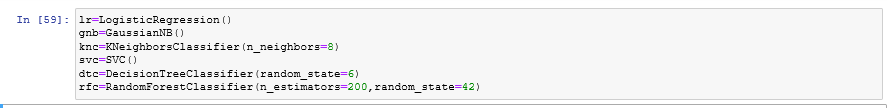 In [59]: lr=LogisticRegression()
gnb=GaussianNB()
knc=KNeighborsClassifier(n_neighbors=8)
svc=SVC()
dtc=DecisionTreeClassifier(random_state=6)
rfc=RandomForestClassifier(n_estimators=200,random_state=42)